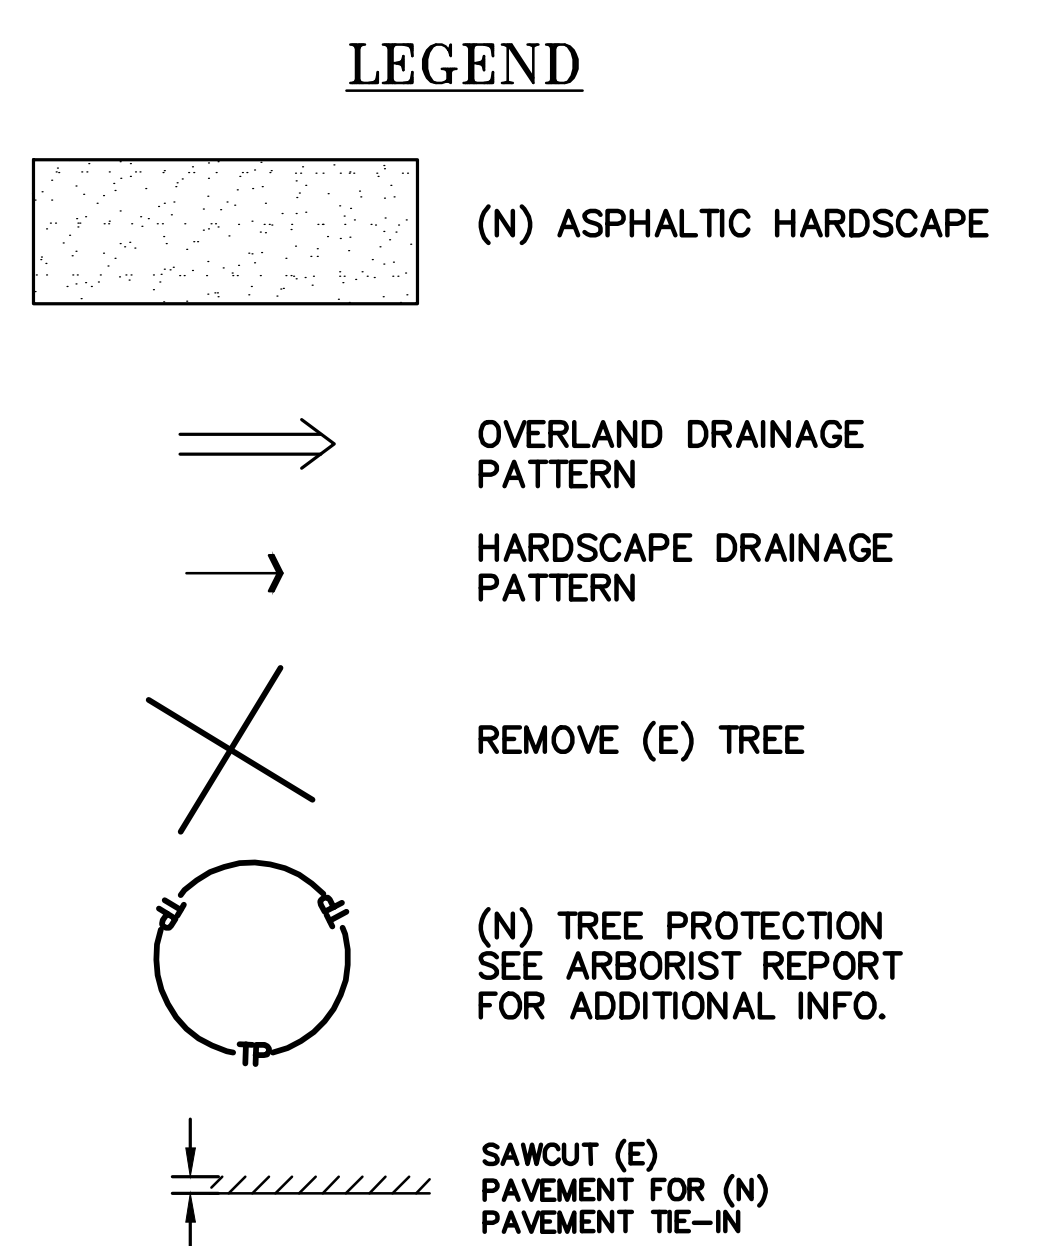 LEGEND
(N) ASPHALTIC HARDSCAPE
OVERLAND DRAINAGE
PATTERN
HARDSCAPE DRAINAGE
PATTERN
REMOVE (E) TREE
TP
TP
TP
(N) TREE PROTECTION
SEE ARBORIST REPORT
FOR ADDITIONAL INFO.
SAWCUT (E)
PAVEMENT FOR (N)
PAVEMENT TIE-IN